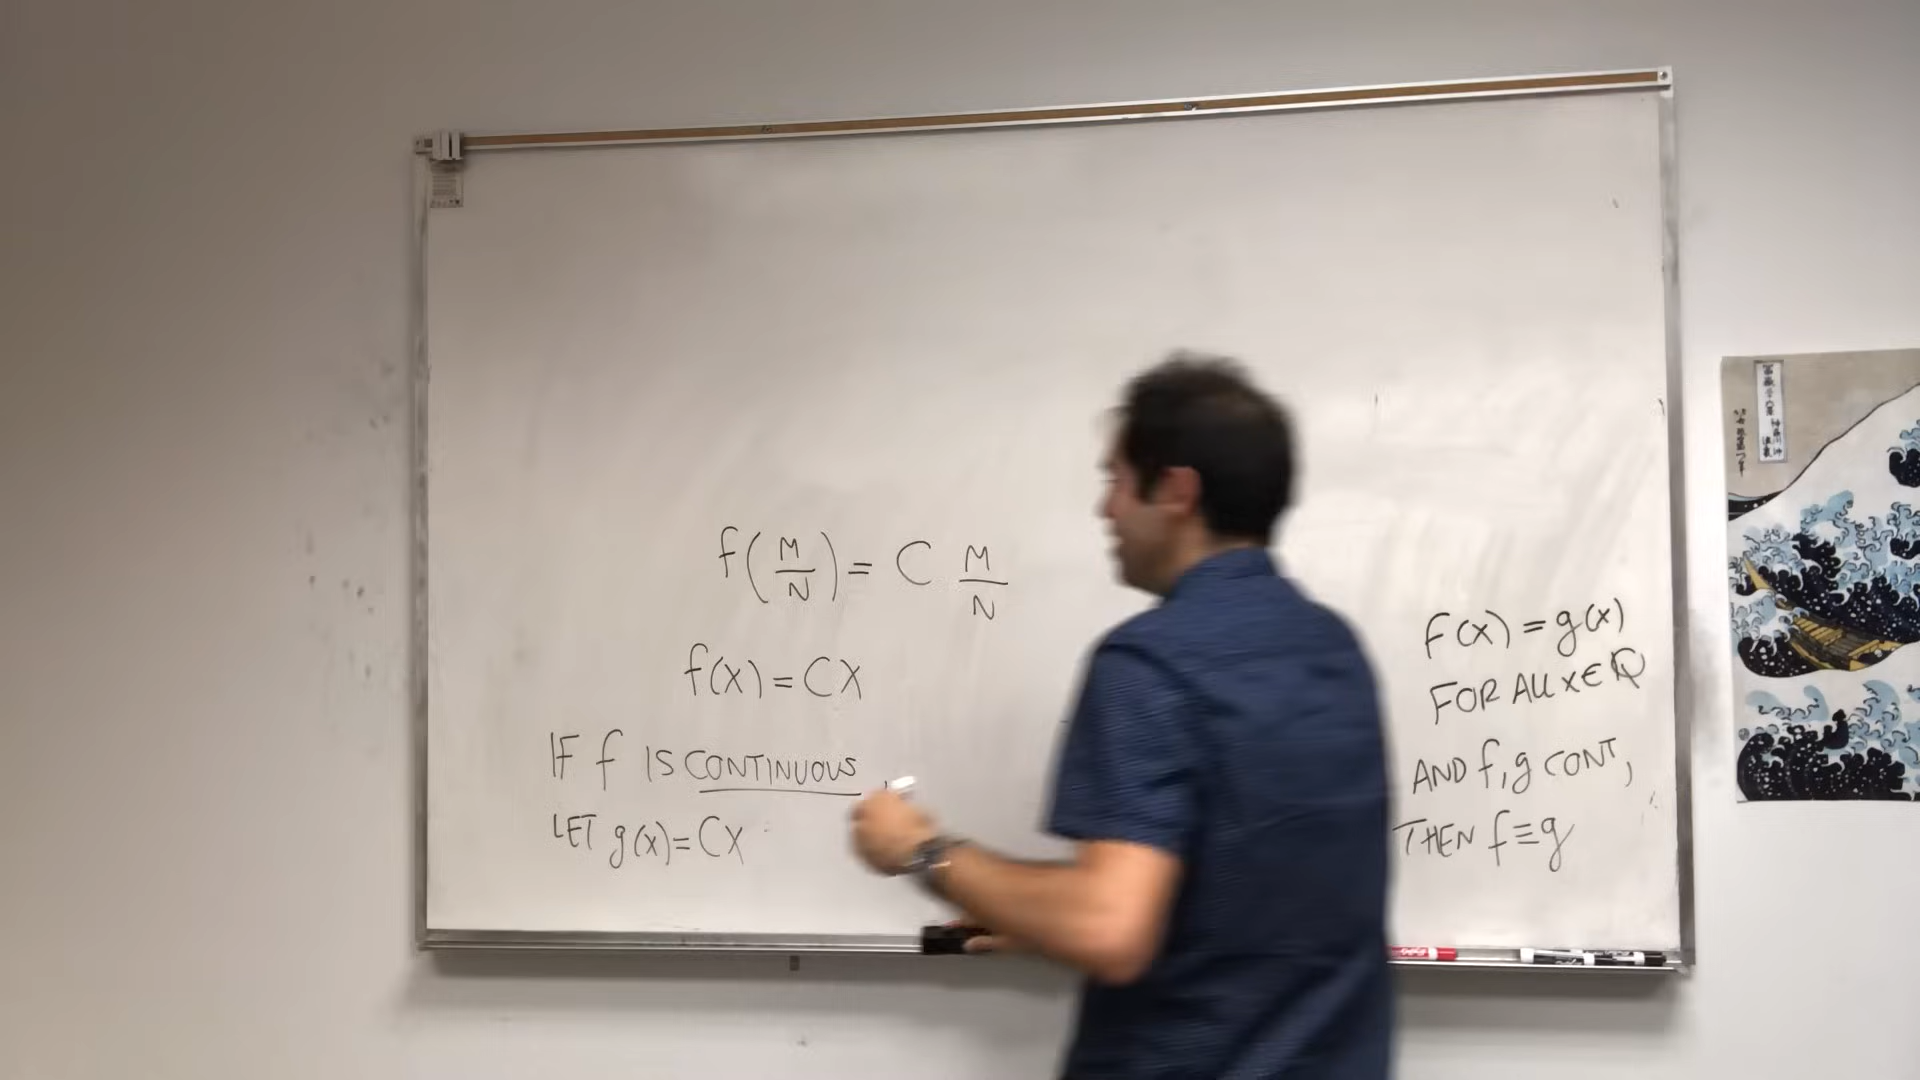 f(M/N) = C M/N
f(x) = CX
IF f IS CONTINUOUS
LET g(x) = CX
F(x) = g(x)
FOR ALL x ∈ ℚ
AND f, g CONT,
THEN f ≡ g